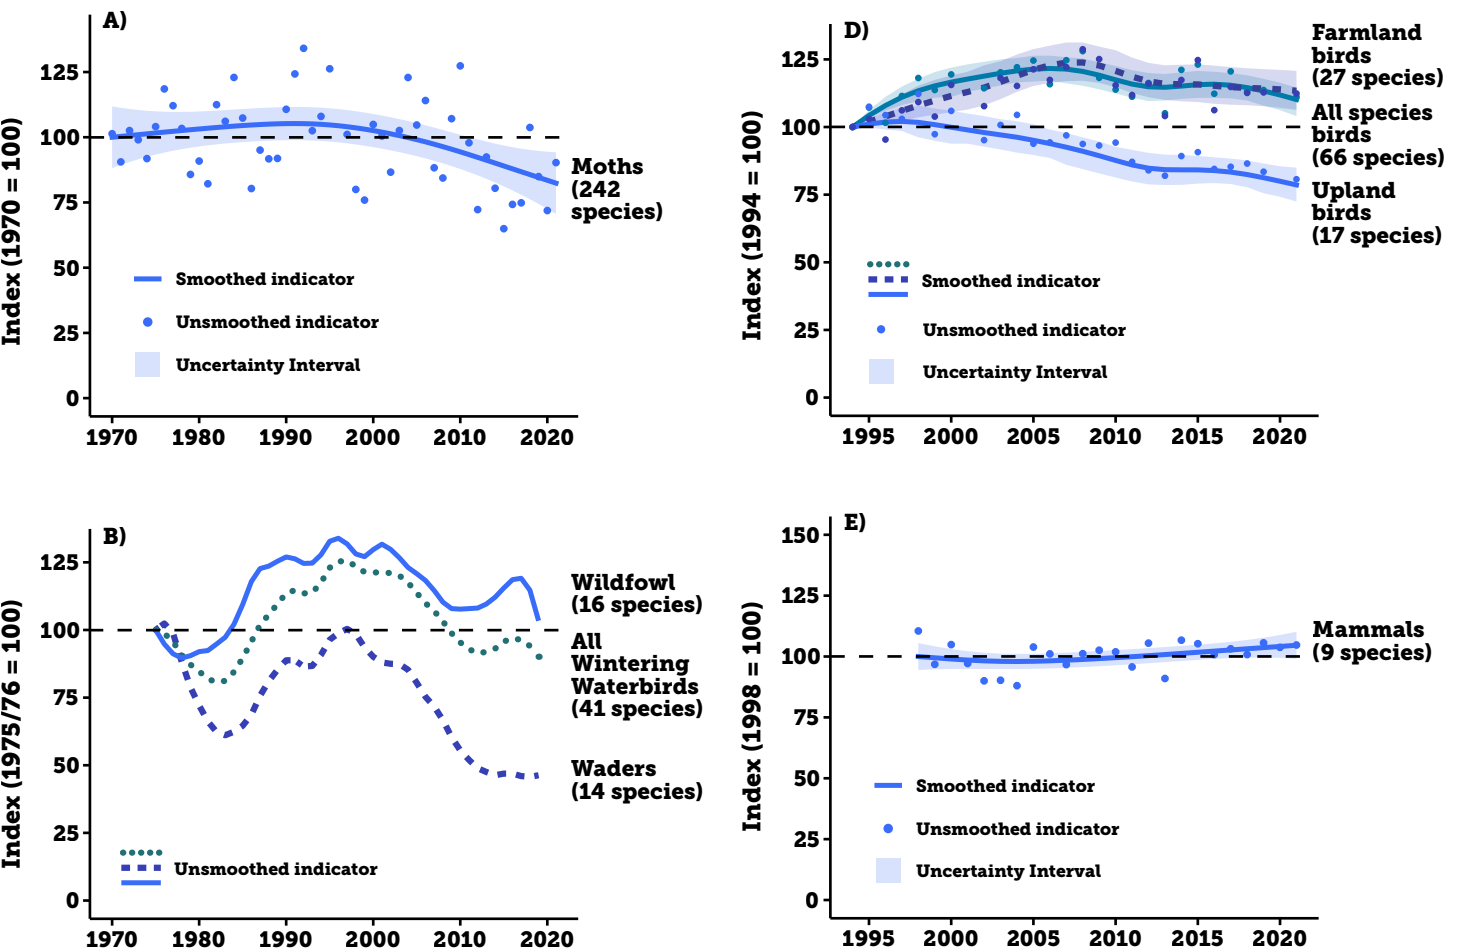 A)
Index (1970 = 100)
125
100
75
50
25
0
Moths
(242
species)
Smoothed indicator
Unsmoothed indicator
Uncertainty Interval
1970 1980 1990 2000 2010 2020
D)
Index (1994 = 100)
125
100
75
50
25
0
Farmland
birds
(27 species)
All species
birds
(66 species)
Upland
birds
(17 species)
Smoothed indicator
Unsmoothed indicator
Uncertainty Interval
1995 2000 2005 2010 2015 2020
B)
Index (1975/76 = 100)
125
100
75
50
25
0
Wildfowl
(16 species)
All
Wintering
Waterbirds
(41 species)
Waders
(14 species)
Unsmoothed indicator
1970 1980 1990 2000 2010 2020
E)
Index (1998 = 100)
150
125
100
75
50
25
0
Mammals
(9 species)
Smoothed indicator
Unsmoothed indicator
Uncertainty Interval
1995 2000 2005 2010 2015 2020